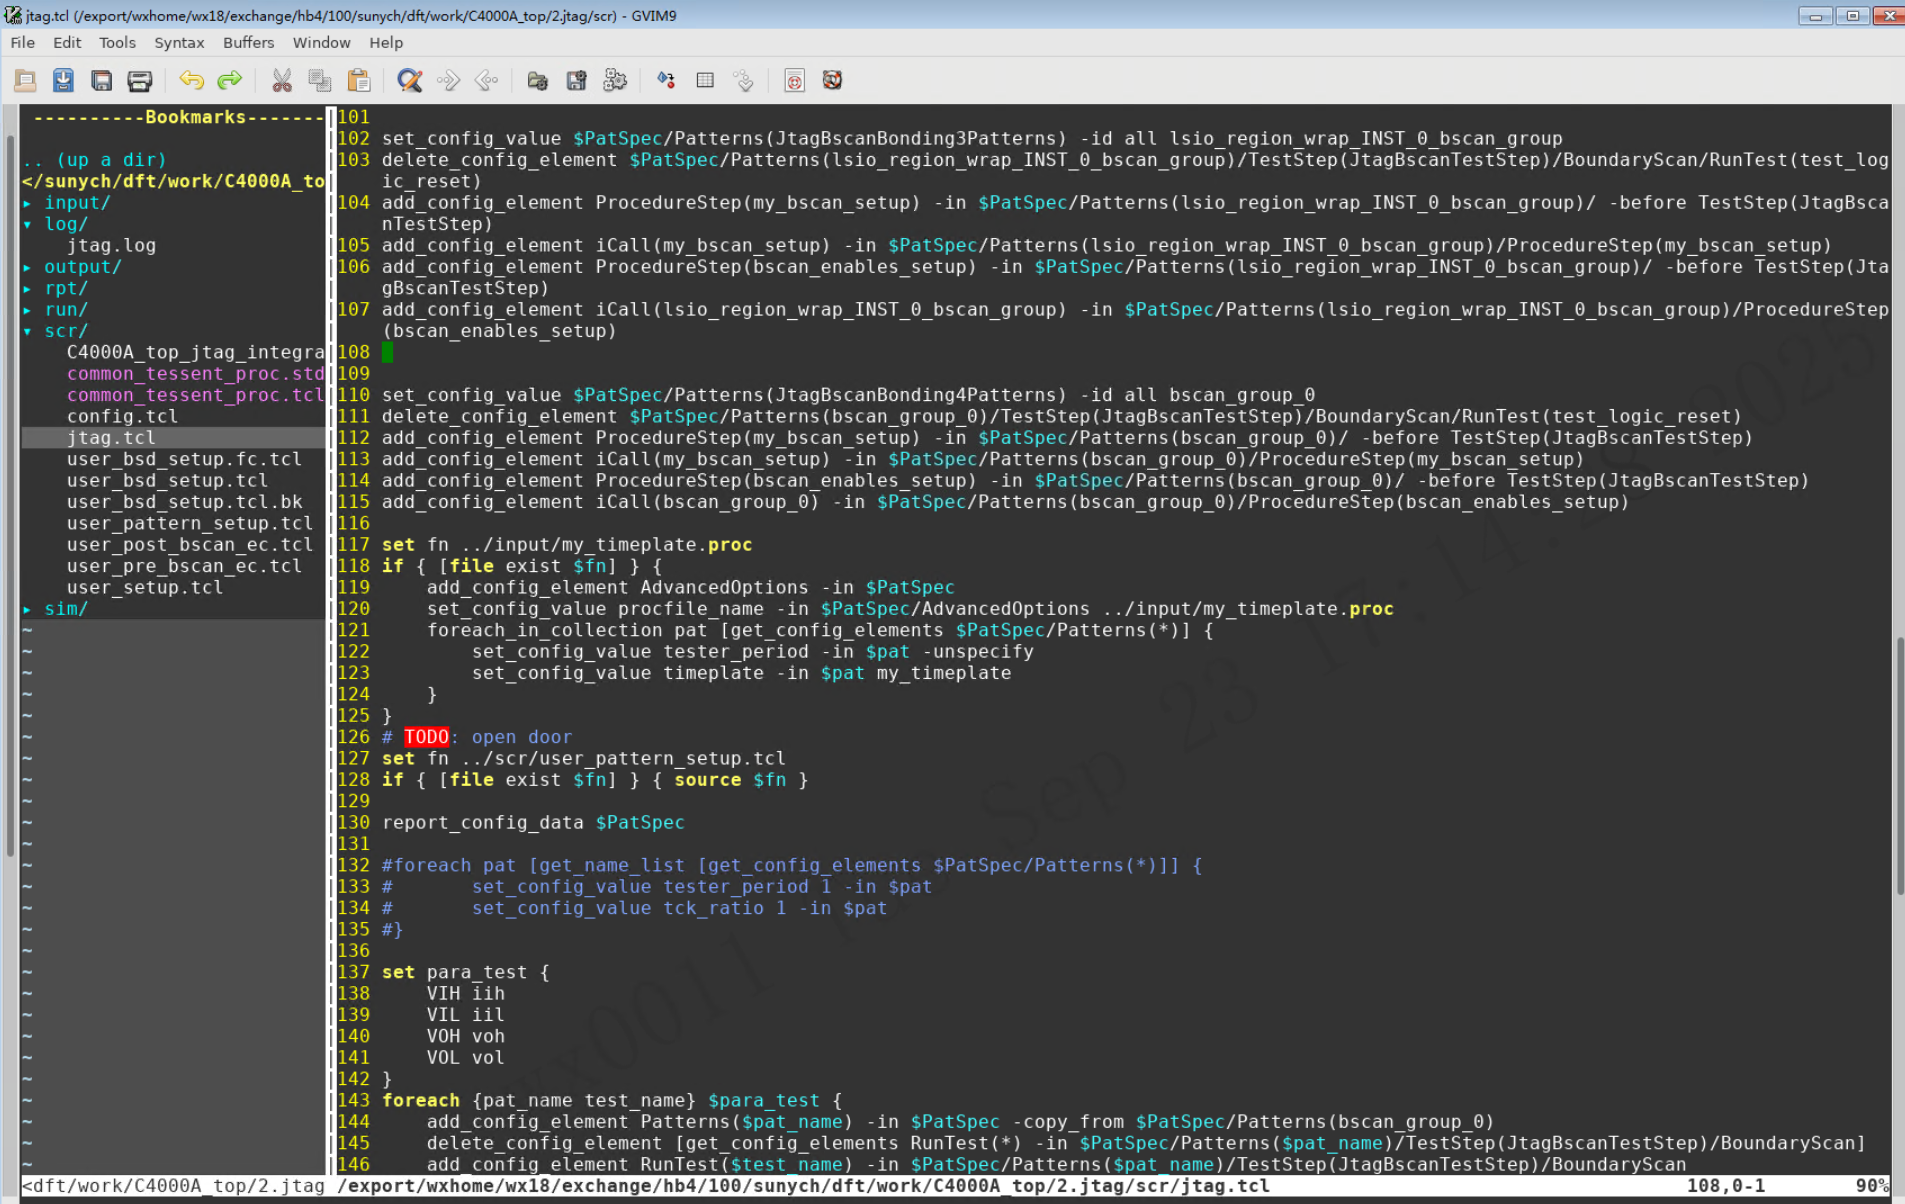 jtag.tcl (/export/wxhome/wx18/exchange/hb4/100/sunych/dft/work/C4000A_top/2.jtag/scr) - GVIM9
File Edit Tools Syntax Buffers Window Help
----------Bookmarks-------
.. (up a dir)
</sunych/dft/work/C4000A_to
▸ input/
▾ log/
jtag.log
▸ output/
▸ rpt/
▸ run/
▾ scr/
C4000A_top_jtag_integra
common_tessent_proc.std
common_tessent_proc.tcl
config.tcl
jtag.tcl
user_bsd_setup.fc.tcl
user_bsd_setup.tcl
user_bsd_setup.tcl.bk
user_pattern_setup.tcl
user_post_bscan_ec.tcl
user_pre_bscan_ec.tcl
user_setup.tcl
▸ sim/
101
102 set_config_value $PatSpec/Patterns(JtagBscanBonding3Patterns) -id all lsio_region_wrap_INST_0_bscan_group
103 delete_config_element $PatSpec/Patterns(lsio_region_wrap_INST_0_bscan_group)/TestStep(JtagBscanTestStep)/BoundaryScan/RunTest(test_log
ic_reset)
104 add_config_element ProcedureStep(my_bscan_setup) -in $PatSpec/Patterns(lsio_region_wrap_INST_0_bscan_group)/ -before TestStep(JtagBsca
nTestStep)
105 add_config_element iCall(my_bscan_setup) -in $PatSpec/Patterns(lsio_region_wrap_INST_0_bscan_group)/ProcedureStep(my_bscan_setup)
106 add_config_element ProcedureStep(bscan_enables_setup) -in $PatSpec/Patterns(lsio_region_wrap_INST_0_bscan_group)/ -before TestStep(Jta
gBscanTestStep)
107 add_config_element iCall(lsio_region_wrap_INST_0_bscan_group) -in $PatSpec/Patterns(lsio_region_wrap_INST_0_bscan_group)/ProcedureStep
(bscan_enables_setup)
108
109
110 set_config_value $PatSpec/Patterns(JtagBscanBonding4Patterns) -id all bscan_group_0
111 delete_config_element $PatSpec/Patterns(bscan_group_0)/TestStep(JtagBscanTestStep)/BoundaryScan/RunTest(test_logic_reset)
112 add_config_element ProcedureStep(my_bscan_setup) -in $PatSpec/Patterns(bscan_group_0)/ -before TestStep(JtagBscanTestStep)
113 add_config_element iCall(my_bscan_setup) -in $PatSpec/Patterns(bscan_group_0)/ProcedureStep(my_bscan_setup)
114 add_config_element ProcedureStep(bscan_enables_setup) -in $PatSpec/Patterns(bscan_group_0)/ -before TestStep(JtagBscanTestStep)
115 add_config_element iCall(bscan_group_0) -in $PatSpec/Patterns(bscan_group_0)/ProcedureStep(bscan_enables_setup)
116
117 set fn ../input/my_timeplate.proc
118 if { [file exist $fn] } {
119     add_config_element AdvancedOptions -in $PatSpec
120     set_config_value procfile_name -in $PatSpec/AdvancedOptions ../input/my_timeplate.proc
121     foreach_in_collection pat [get_config_elements $PatSpec/Patterns(*)] {
122         set_config_value tester_period -in $pat -unspecify
123         set_config_value timeplate -in $pat my_timeplate
124     }
125 }
126 # TODO: open door
127 set fn ../scr/user_pattern_setup.tcl
128 if { [file exist $fn] } { source $fn }
129
130 report_config_data $PatSpec
131
132 #foreach pat [get_name_list [get_config_elements $PatSpec/Patterns(*)]] {
133 #       set_config_value tester_period 1 -in $pat
134 #       set_config_value tck_ratio 1 -in $pat
135 #}
136
137 set para_test {
138     VIH iih
139     VIL iil
140     VOH voh
141     VOL vol
142 }
143 foreach {pat_name test_name} $para_test {
144     add_config_element Patterns($pat_name) -in $PatSpec -copy_from $PatSpec/Patterns(bscan_group_0)
145     delete_config_element [get_config_elements RunTest(*) -in $PatSpec/Patterns($pat_name)/TestStep(JtagBscanTestStep)/BoundaryScan]
146     add_config_element RunTest($test_name) -in $PatSpec/Patterns($pat_name)/TestStep(JtagBscanTestStep)/BoundaryScan
<dft/work/C4000A_top/2.jtag /export/wxhome/wx18/exchange/hb4/100/sunych/dft/work/C4000A_top/2.jtag/scr/jtag.tcl 108,0-1 90%